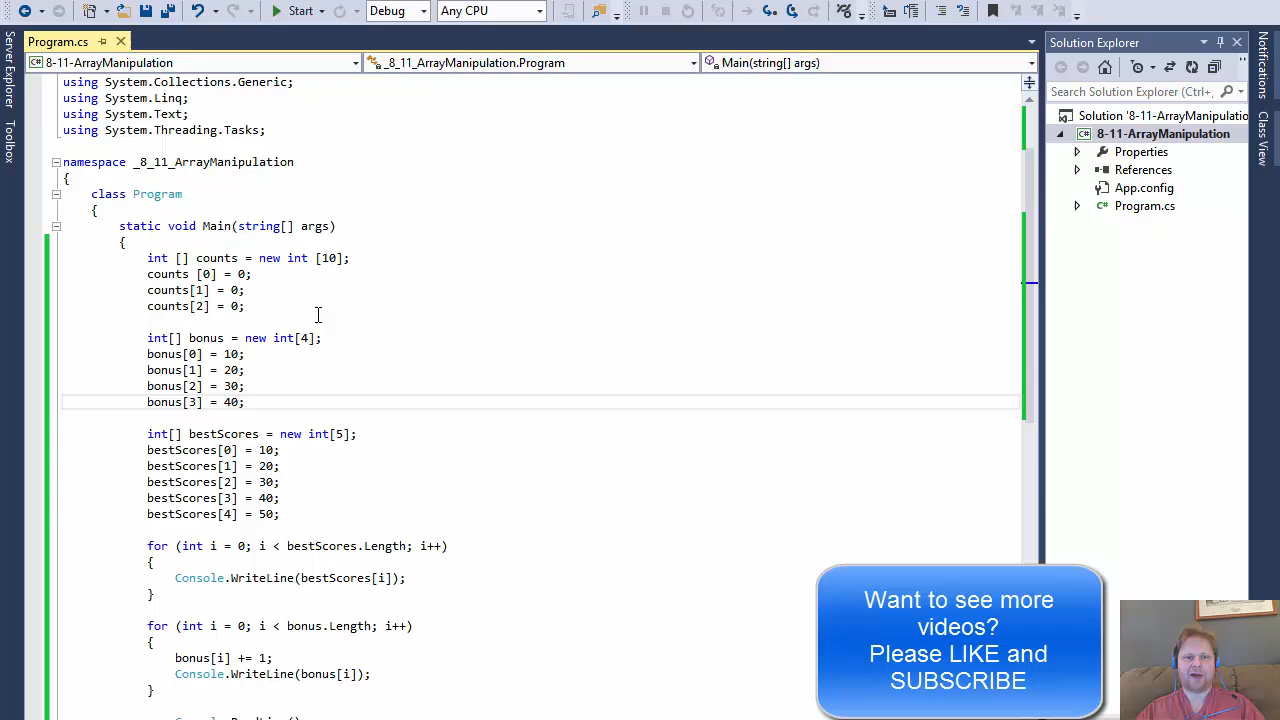 Start
Debug
Any CPU
Program.cs
8-11-ArrayManipulation
_8_11_ArrayManipulation.Program
Main(string[] args)
using System.Collections.Generic;
using System.Linq;
using System.Text;
using System.Threading.Tasks;
namespace _8_11_ArrayManipulation
{
class Program
{
static void Main(string[] args)
{
int [] counts = new int [10];
counts [0] = 0;
counts[1] = 0;
counts[2] = 0;
int[] bonus = new int[4];
bonus[0] = 10;
bonus[1] = 20;
bonus[2] = 30;
bonus[3] = 40;
int[] bestScores = new int[5];
bestScores[0] = 10;
bestScores[1] = 20;
bestScores[2] = 30;
bestScores[3] = 40;
bestScores[4] = 50;
for (int i = 0; i < bestScores.Length; i++)
{
Console.WriteLine(bestScores[i]);
}
for (int i = 0; i < bonus.Length; i++)
{
bonus[i] += 1;
Console.WriteLine(bonus[i]);
}
Server Explorer
Toolbox
Solution Explorer
Search Solution Explorer (Ctrl+;
Solution '8-11-ArrayManipulatio
8-11-ArrayManipulation
Properties
References
App.config
Program.cs
Notifications
Class View
Want to see more
videos?
Please LIKE and
SUBSCRIBE